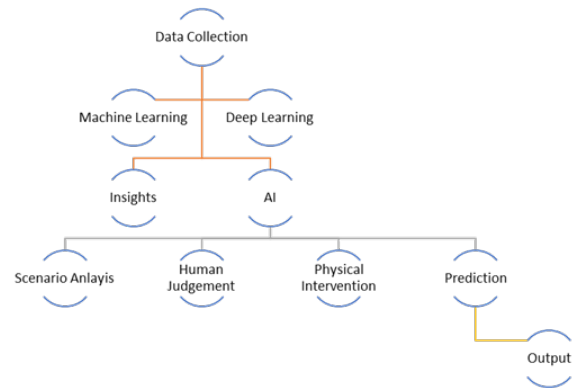 Data Collection
Machine Learning
Deep Learning
Insights
AI
Scenario Anlayis
Human
Judgement
Physical
Intervention
Prediction
Output